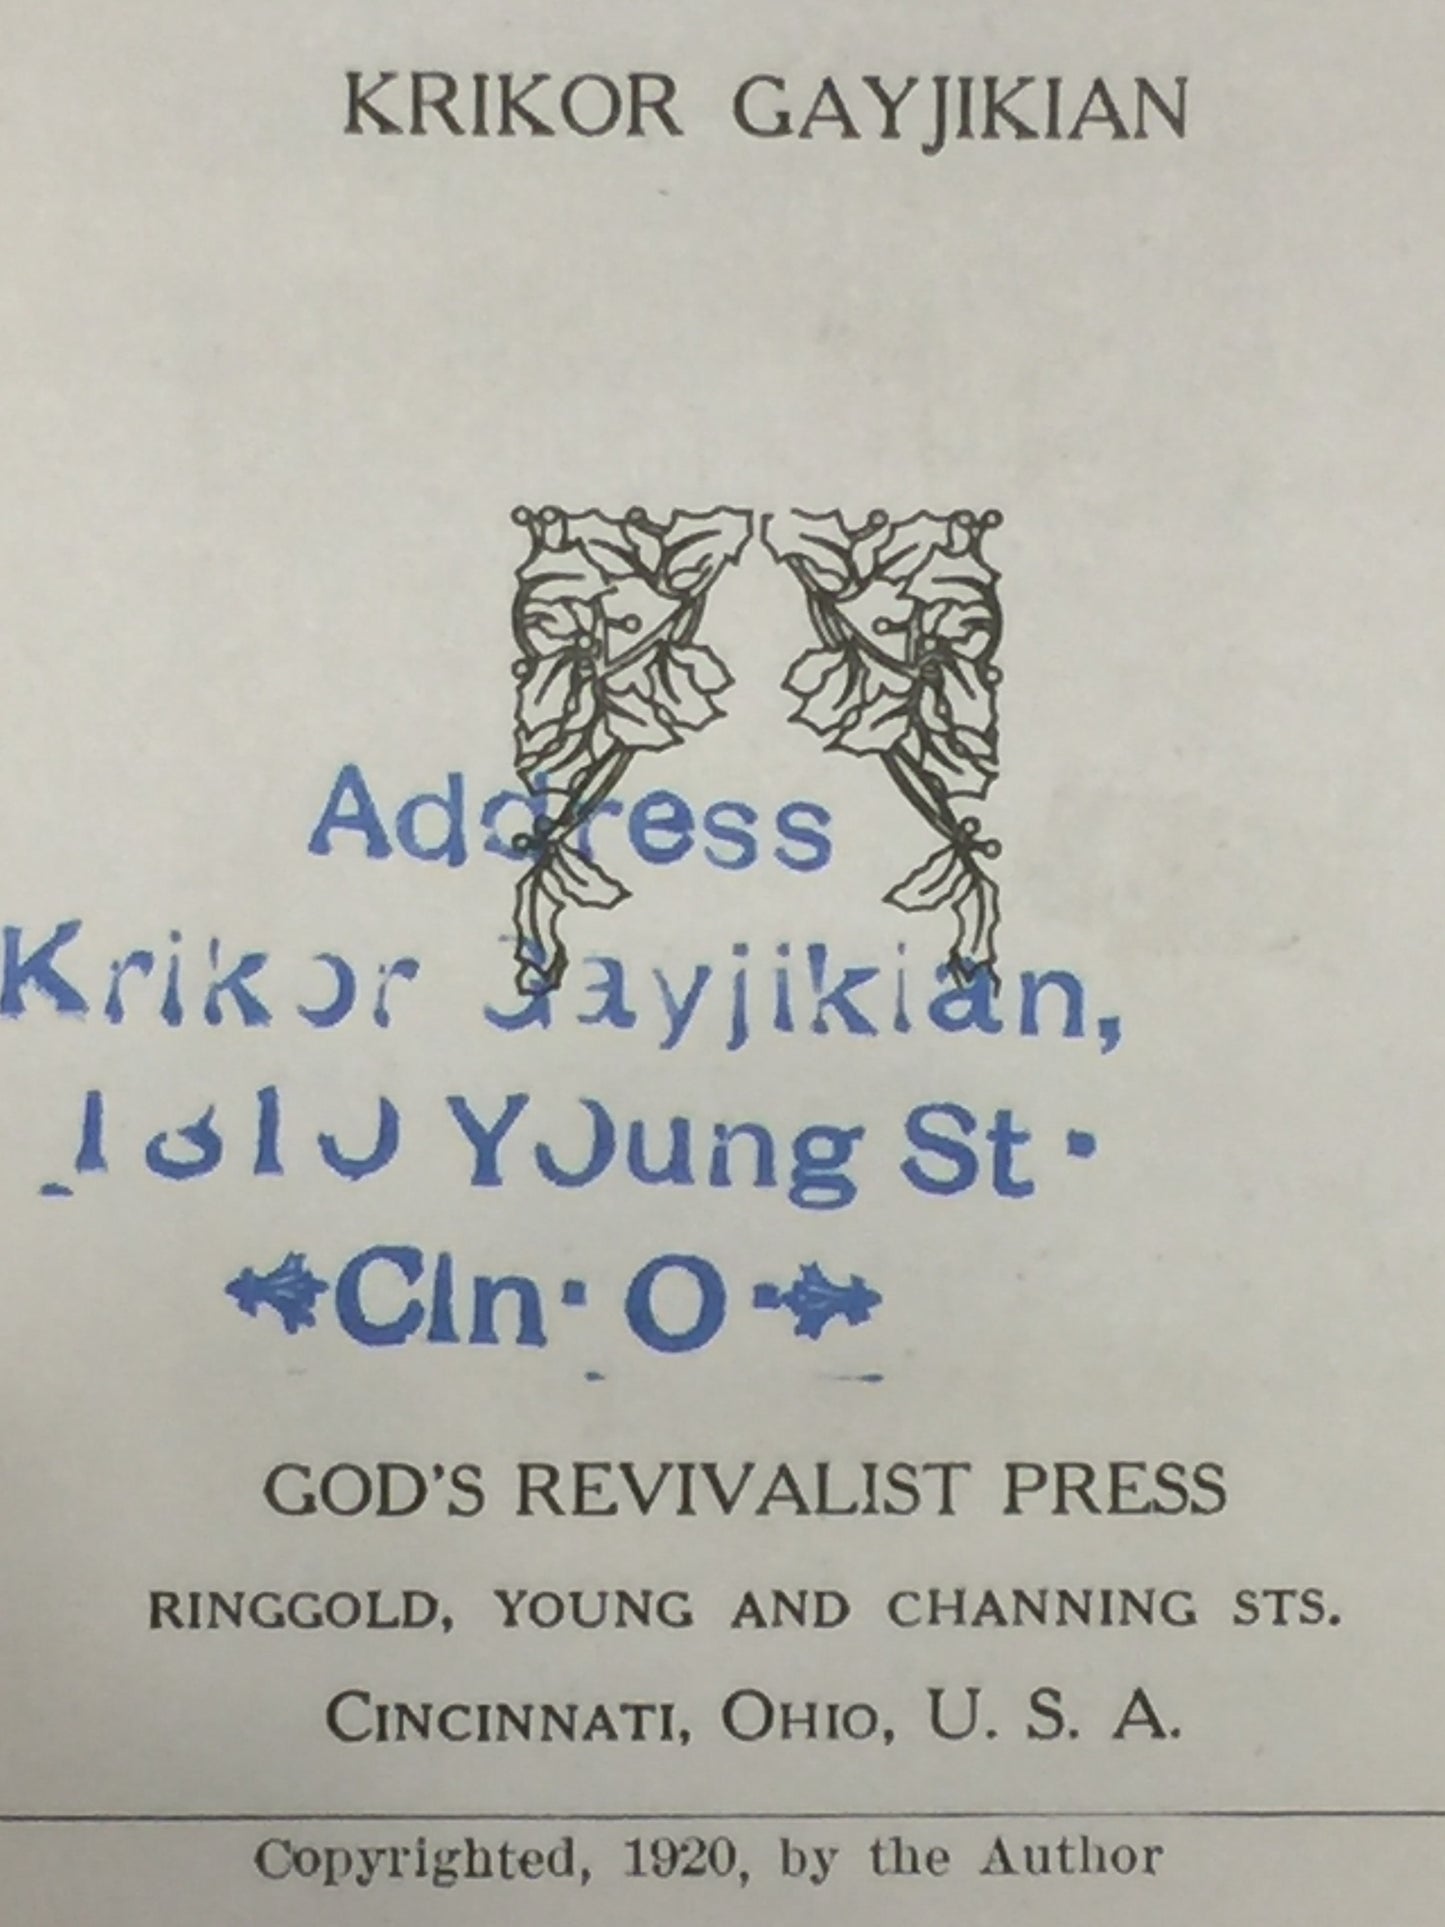 KRIKOR GAYJIKIAN
Address
Krikor Gayjikian,
1810 Young St.
Cin. O.
GOD'S REVIVALIST PRESS
RINGGOLD, YOUNG AND CHANNING STS.
CINCINNATI, OHIO, U. S. A.
Copyrighted, 1920, by the Author